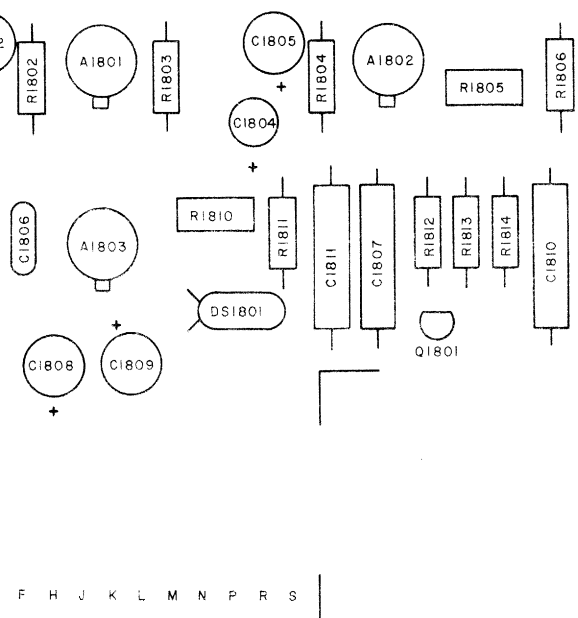 2
R1802
A1801
R1803
C1805
R1804
A1802
R1805
R1806
+
C1804
+
C1806
A1803
R1810
R1811
C1811
C1807
R1812
R1813
R1814
C1810
DS1801
Q1801
+
C1808
C1809
+
F H J K L M N P R S